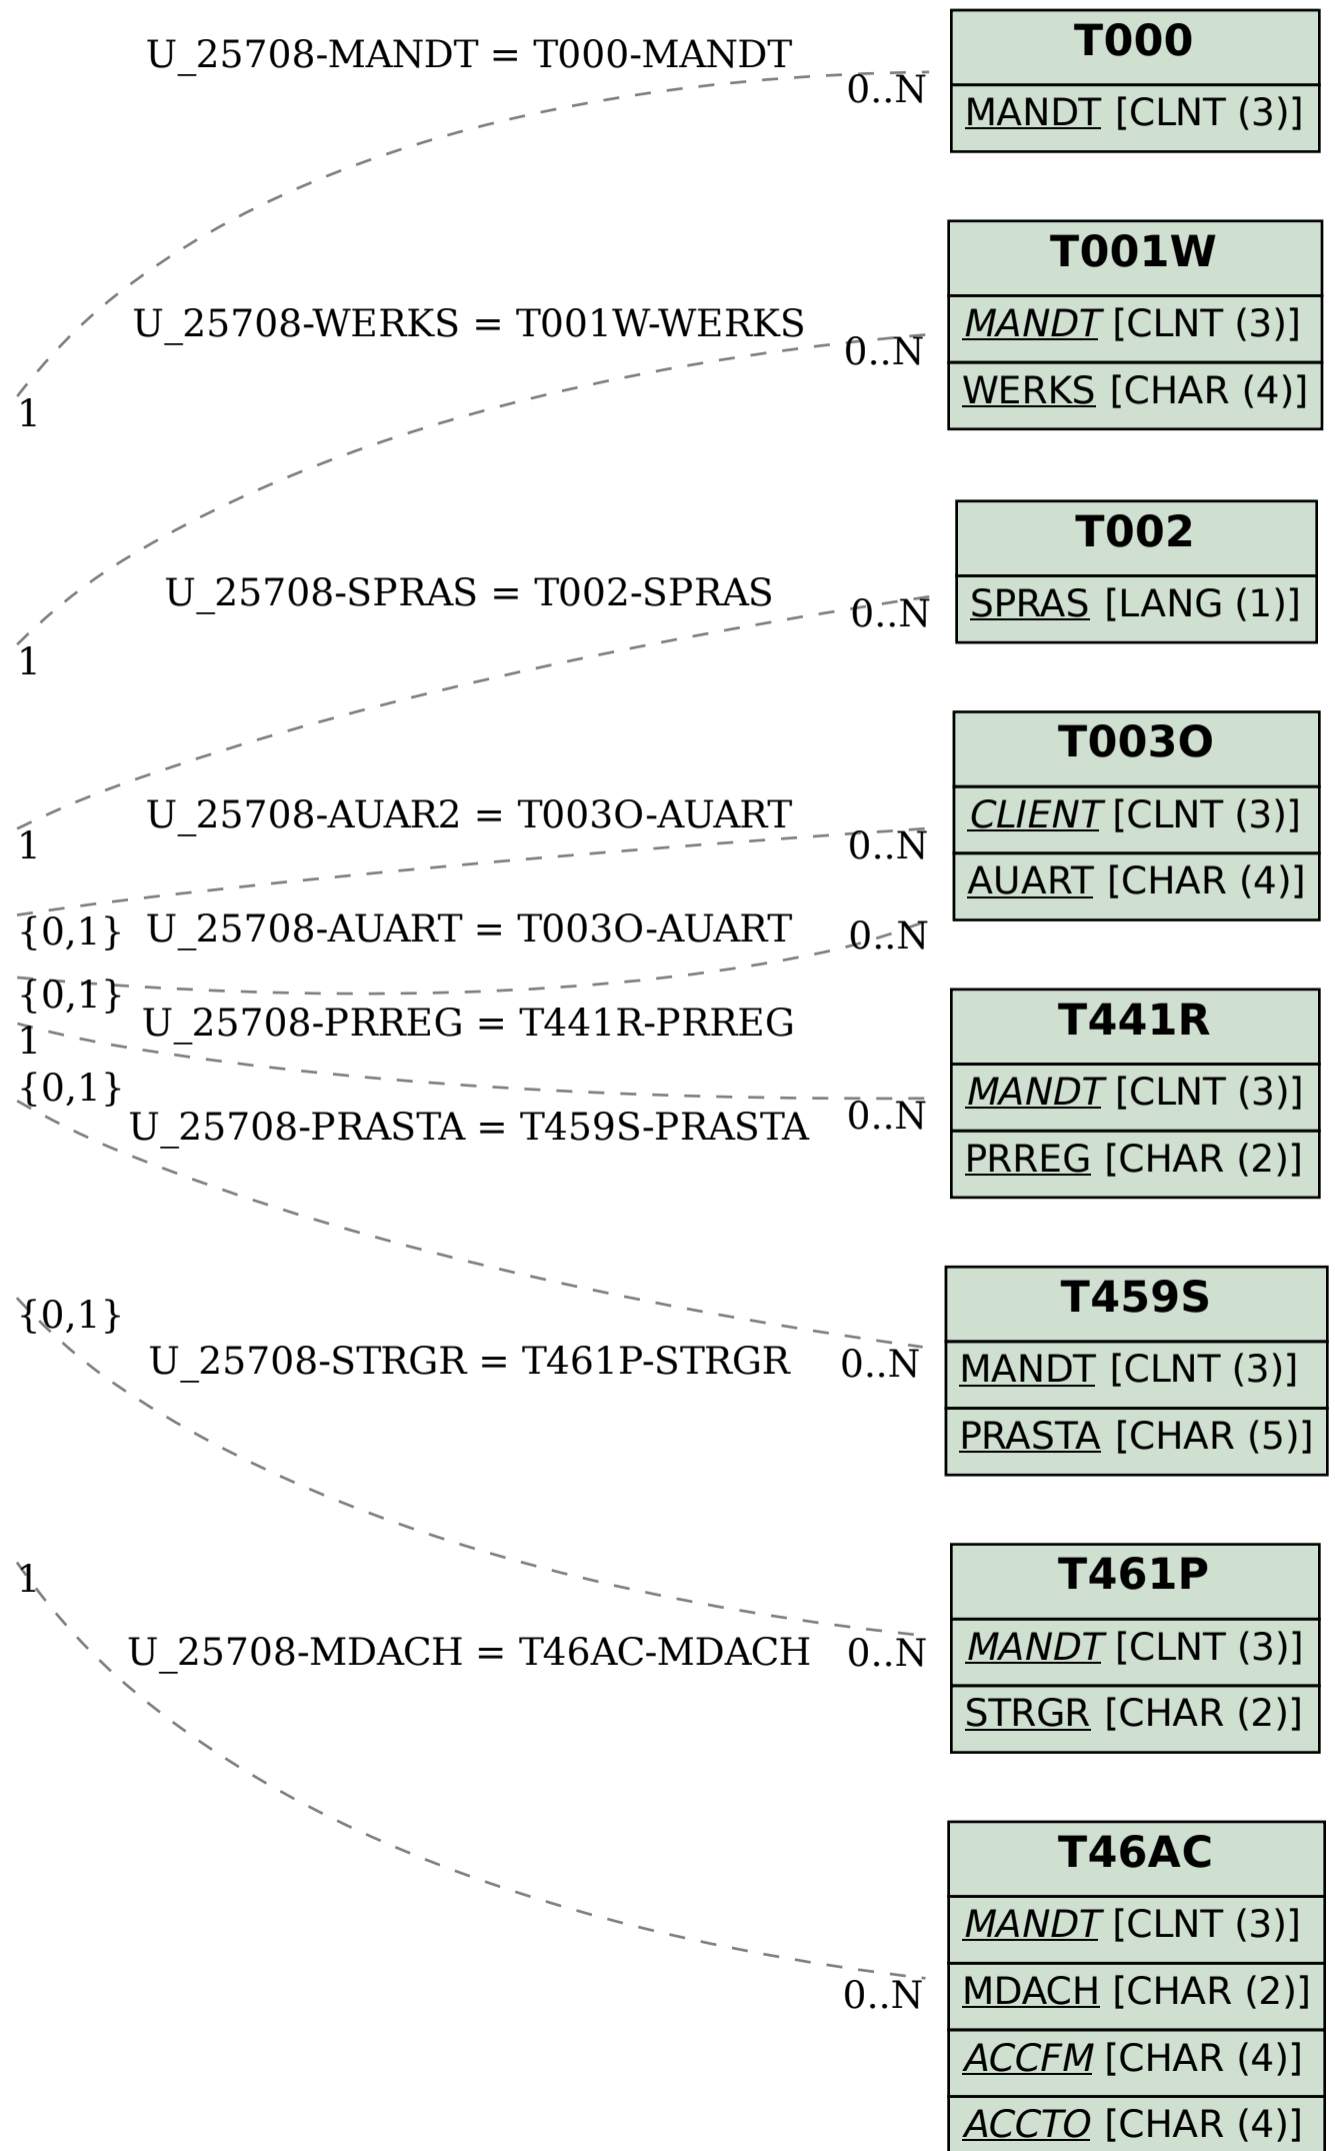 U_25708-MANDT = T000-MANDT
0..N
T000
MANDT [CLNT (3)]
1
U_25708-WERKS = T001W-WERKS
0..N
T001W
MANDT [CLNT (3)]
WERKS [CHAR (4)]
1
U_25708-SPRAS = T002-SPRAS
0..N
T002
SPRAS [LANG (1)]
1
U_25708-AUAR2 = T003O-AUART
0..N
T003O
CLIENT [CLNT (3)]
AUART [CHAR (4)]
{0,1}
U_25708-AUART = T003O-AUART
0..N
{0,1}
U_25708-PRREG = T441R-PRREG
1
0..N
T441R
MANDT [CLNT (3)]
PRREG [CHAR (2)]
{0,1}
U_25708-PRASTA = T459S-PRASTA
0..N
T459S
MANDT [CLNT (3)]
PRASTA [CHAR (5)]
{0,1}
U_25708-STRGR = T461P-STRGR
0..N
T461P
MANDT [CLNT (3)]
STRGR [CHAR (2)]
1
U_25708-MDACH = T46AC-MDACH
0..N
T46AC
MANDT [CLNT (3)]
MDACH [CHAR (2)]
ACCFM [CHAR (4)]
ACCTO [CHAR (4)]